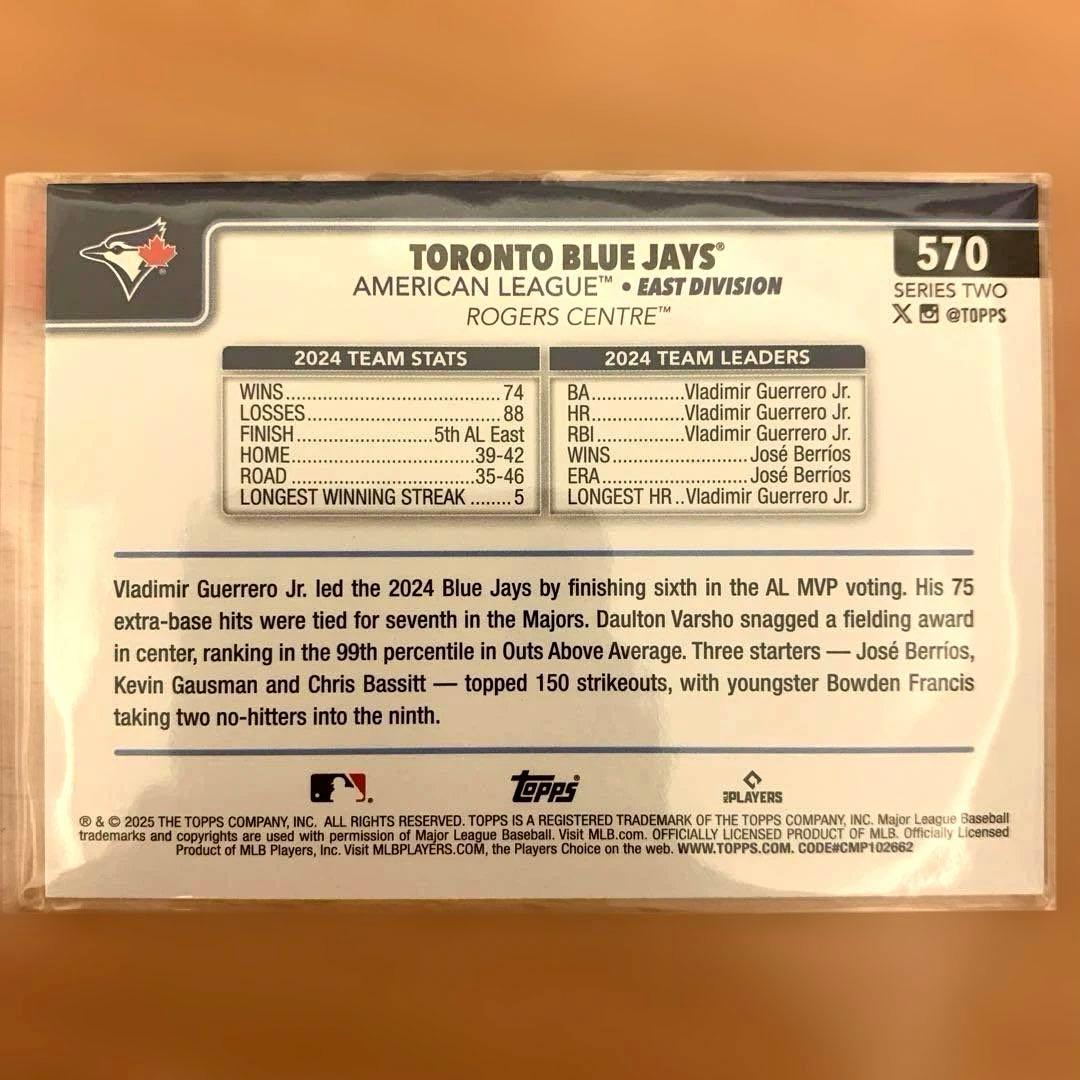 TORONTO BLUE JAYS®
570
AMERICAN LEAGUE™ • EAST DIVISION
SERIES TWO
ROGERS CENTRE™
@TOPPS
2024 TEAM STATS
WINS..............................74
LOSSES...........................88
FINISH....................5th AL East
HOME.........................39-42
ROAD.........................35-46
LONGEST WINNING STREAK ........5
2024 TEAM LEADERS
BA.................Vladimir Guerrero Jr.
HR.................Vladimir Guerrero Jr.
RBI................Vladimir Guerrero Jr.
WINS.........................José Berríos
ERA...........................José Berríos
LONGEST HR..Vladimir Guerrero Jr.
Vladimir Guerrero Jr. led the 2024 Blue Jays by finishing sixth in the AL MVP voting. His 75
extra-base hits were tied for seventh in the Majors. Daulton Varsho snagged a fielding award
in center, ranking in the 99th percentile in Outs Above Average. Three starters — José Berríos,
Kevin Gausman and Chris Bassitt — topped 150 strikeouts, with youngster Bowden Francis
taking two no-hitters into the ninth.
Topps®
PLAYERS
® & © 2025 THE TOPPS COMPANY, INC. ALL RIGHTS RESERVED. TOPPS IS A REGISTERED TRADEMARK OF THE TOPPS COMPANY, INC. Major League Baseball
trademarks and copyrights are used with permission of Major League Baseball. Visit MLB.com. OFFICIALLY LICENSED PRODUCT OF MLB. Officially Licensed
Product of MLB Players, Inc. Visit MLBPLAYERS.COM, the Players Choice on the web. WWW.TOPPS.COM. CODE#CMP102662